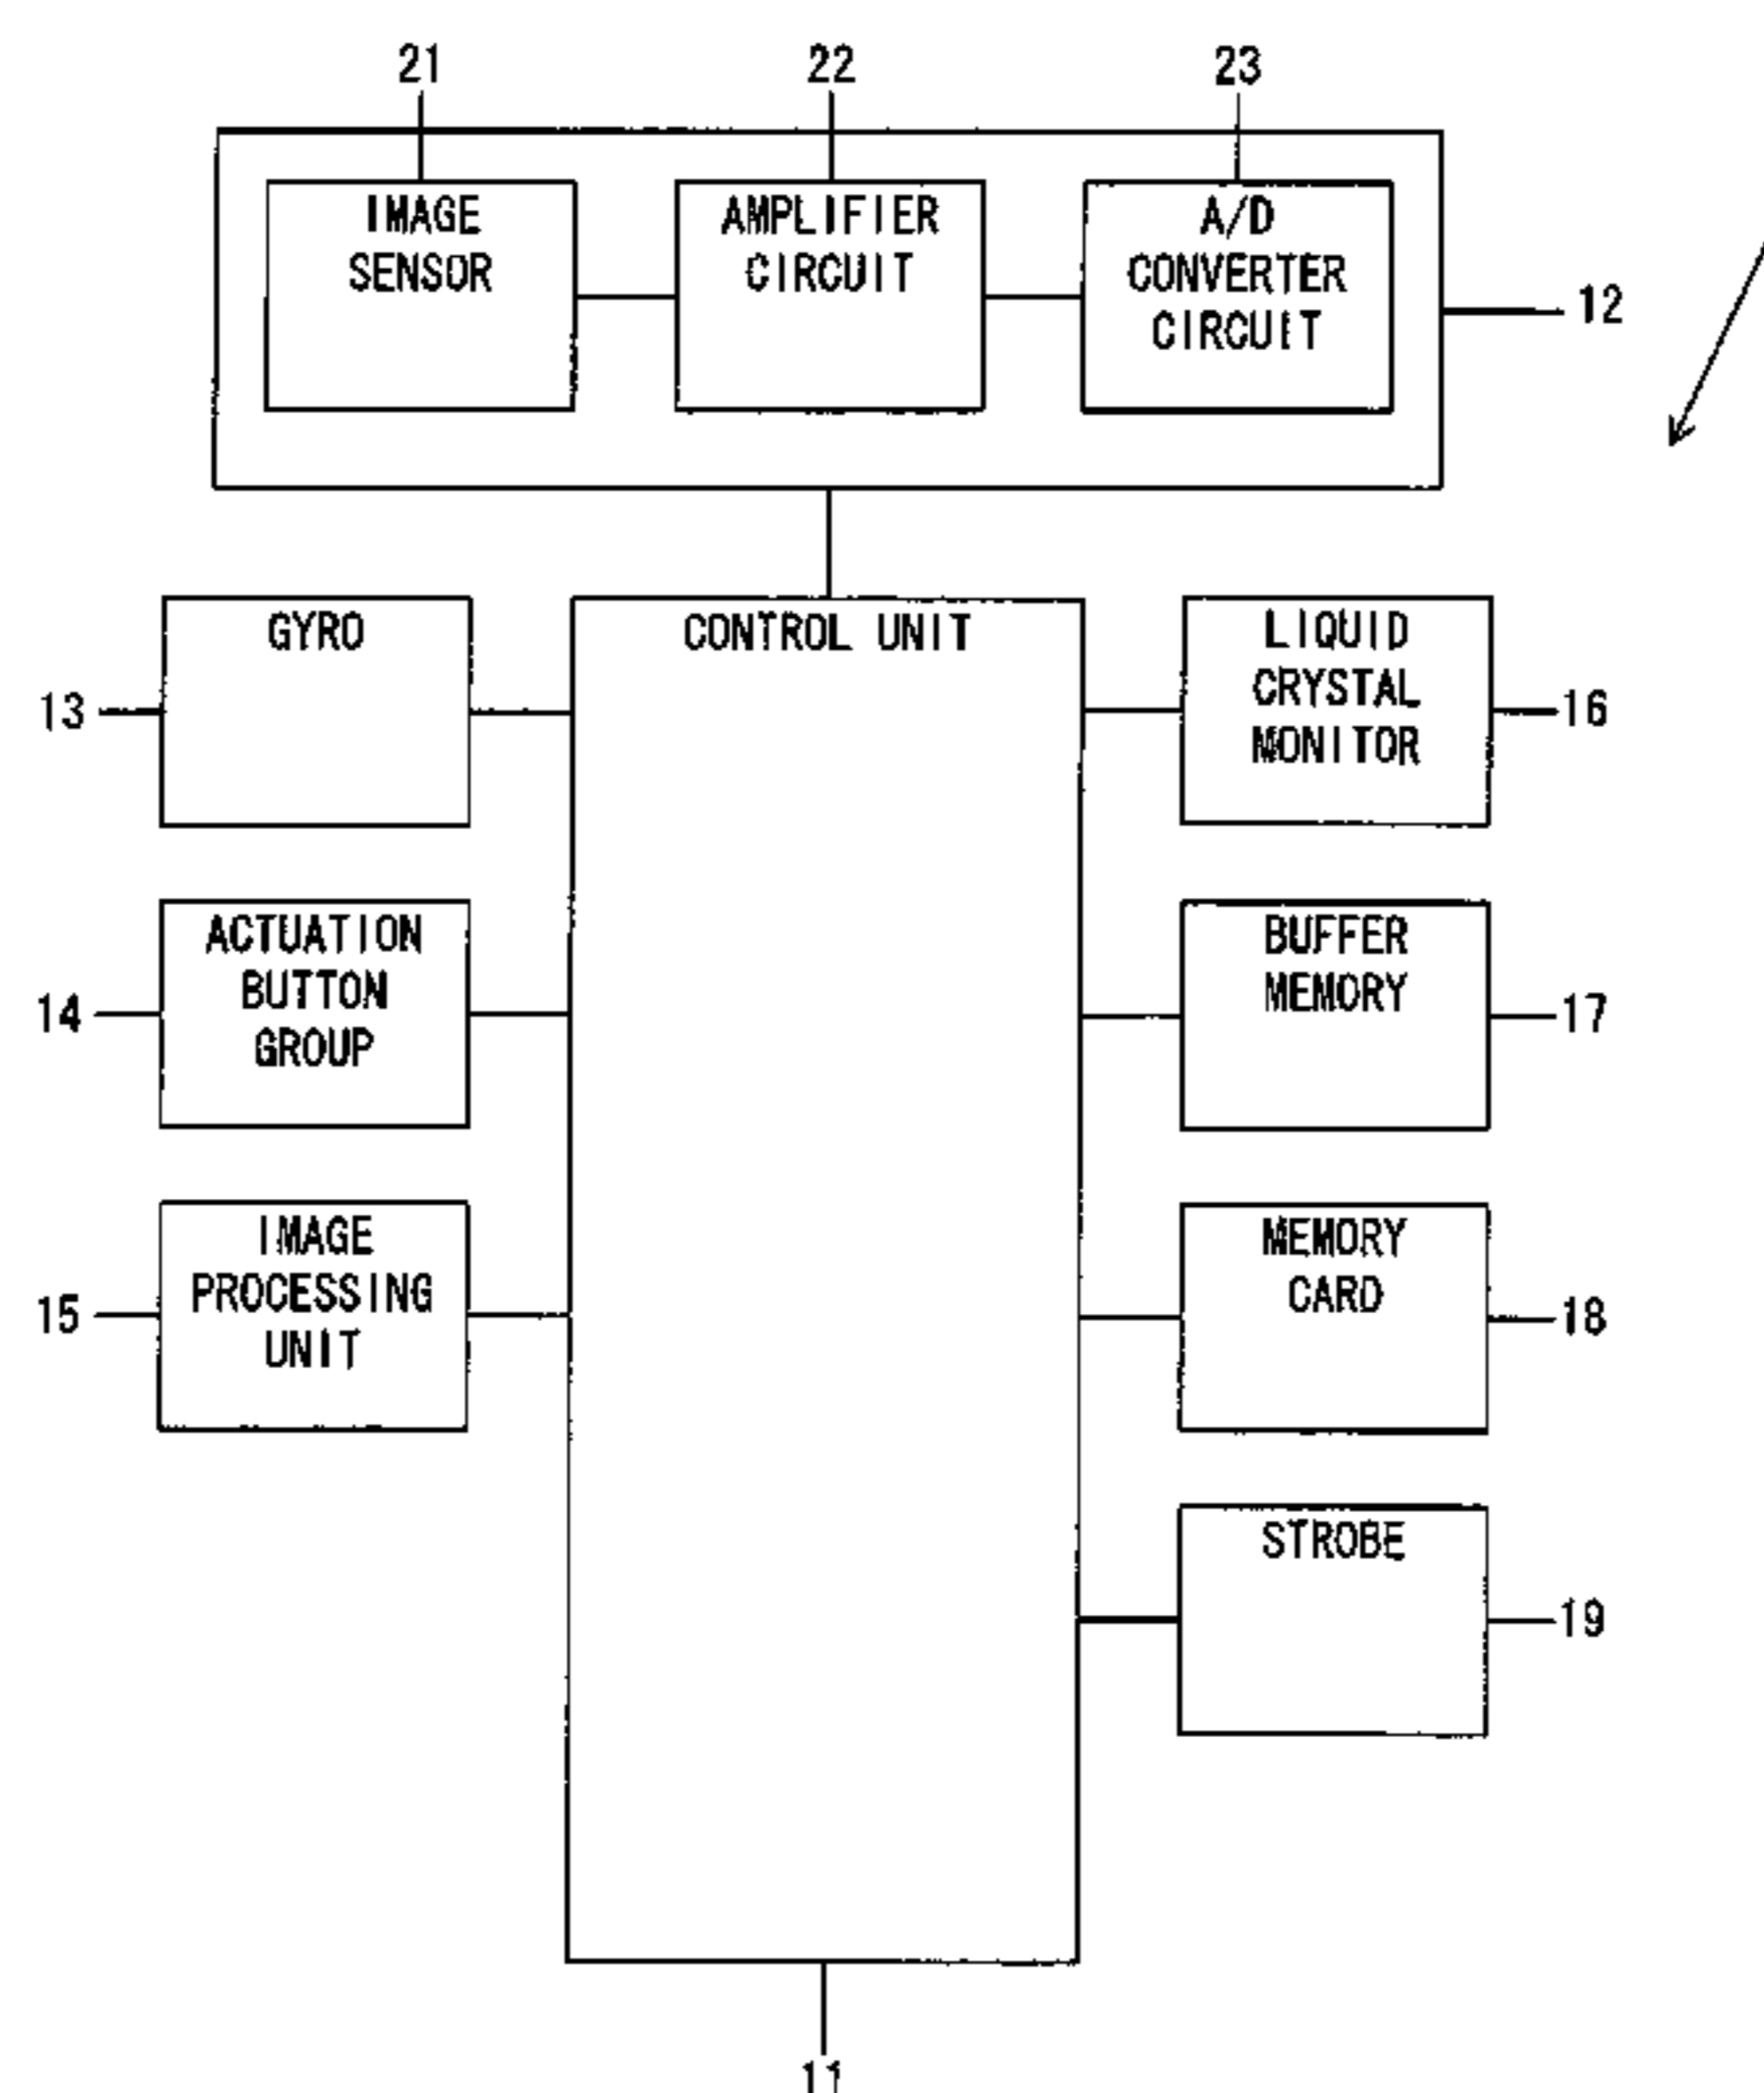 21
22
23
IMAGE
SENSOR
AMPLIFIER
CIRCUIT
A/D
CONVERTER
CIRCUIT
12
GYRO
13
CONTROL UNIT
LIQUID
CRYSTAL
MONITOR
16
ACTUATION
BUTTON
GROUP
14
BUFFER
MEMORY
17
IMAGE
PROCESSING
UNIT
15
MEMORY
CARD
18
STROBE
19
11